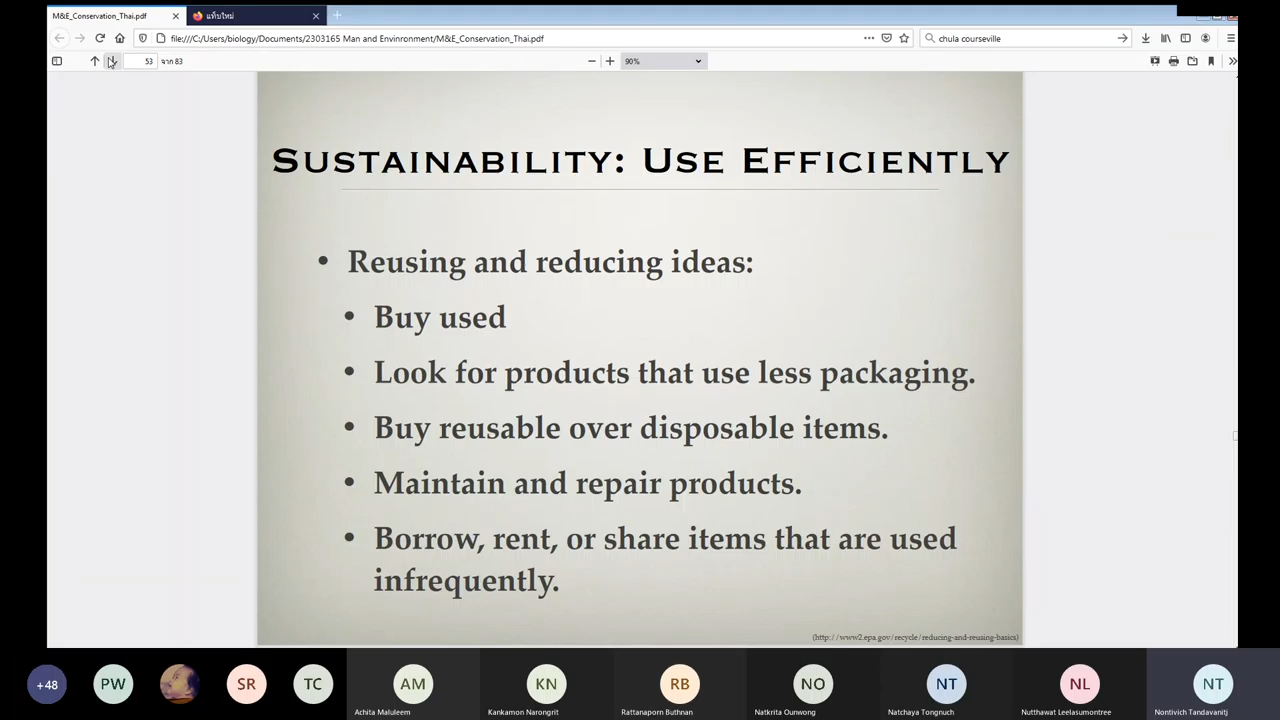 M&E_Conservation_Thai.pdf
แท็บใหม่
file:///C:/Users/biology/Documents/2303165 Man and Envinronment/M&E_Conservation_Thai.pdf
chula courseville
53 จาก 83
90%
SUSTAINABILITY: USE EFFICIENTLY
• Reusing and reducing ideas:
• Buy used
• Look for products that use less packaging.
• Buy reusable over disposable items.
• Maintain and repair products.
• Borrow, rent, or share items that are used
infrequently.
(http://www2.epa.gov/recycle/reducing-and-reusing-basics)
+48 PW SR TC AM KN RB NO NT NL NT
Achita Maluleem Kankamon Narongrit Rattanaporn Buthnan Natkrita Ounwong Natchaya Tongnuch Nutthawat Leelasumontree Nontivich Tandavanitj